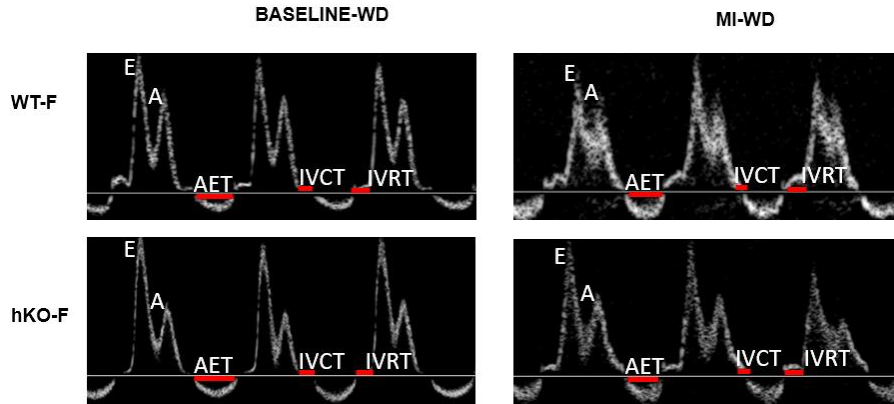 BASELINE-WD
MI-WD
WT-F
E
A
AET
IVCT
IVRT
E
A
AET
IVCT
IVRT
hKO-F
E
A
AET
IVCT
IVRT
E
A
AET
IVCT
IVRT